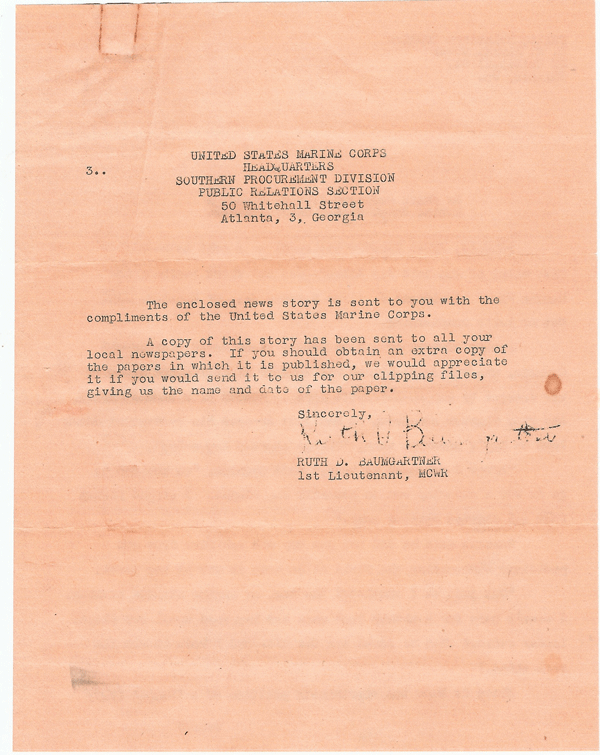 UNITED STATES MARINE CORPS
3..
HEADQUARTERS
SOUTHERN PROCUREMENT DIVISION
PUBLIC RELATIONS SECTION
50 Whitehall Street
Atlanta, 3, Georgia
The enclosed news story is sent to you with the
compliments of the United States Marine Corps.
A copy of this story has been sent to all your
local newspapers. If you should obtain an extra copy of
the papers in which it is published, we would appreciate
it if you would send it to us for our clipping files,
giving us the name and date of the paper.
Sincerely,
Ruth D Baumgartner
RUTH D. BAUMGARTNER
1st Lieutenant, MCWR